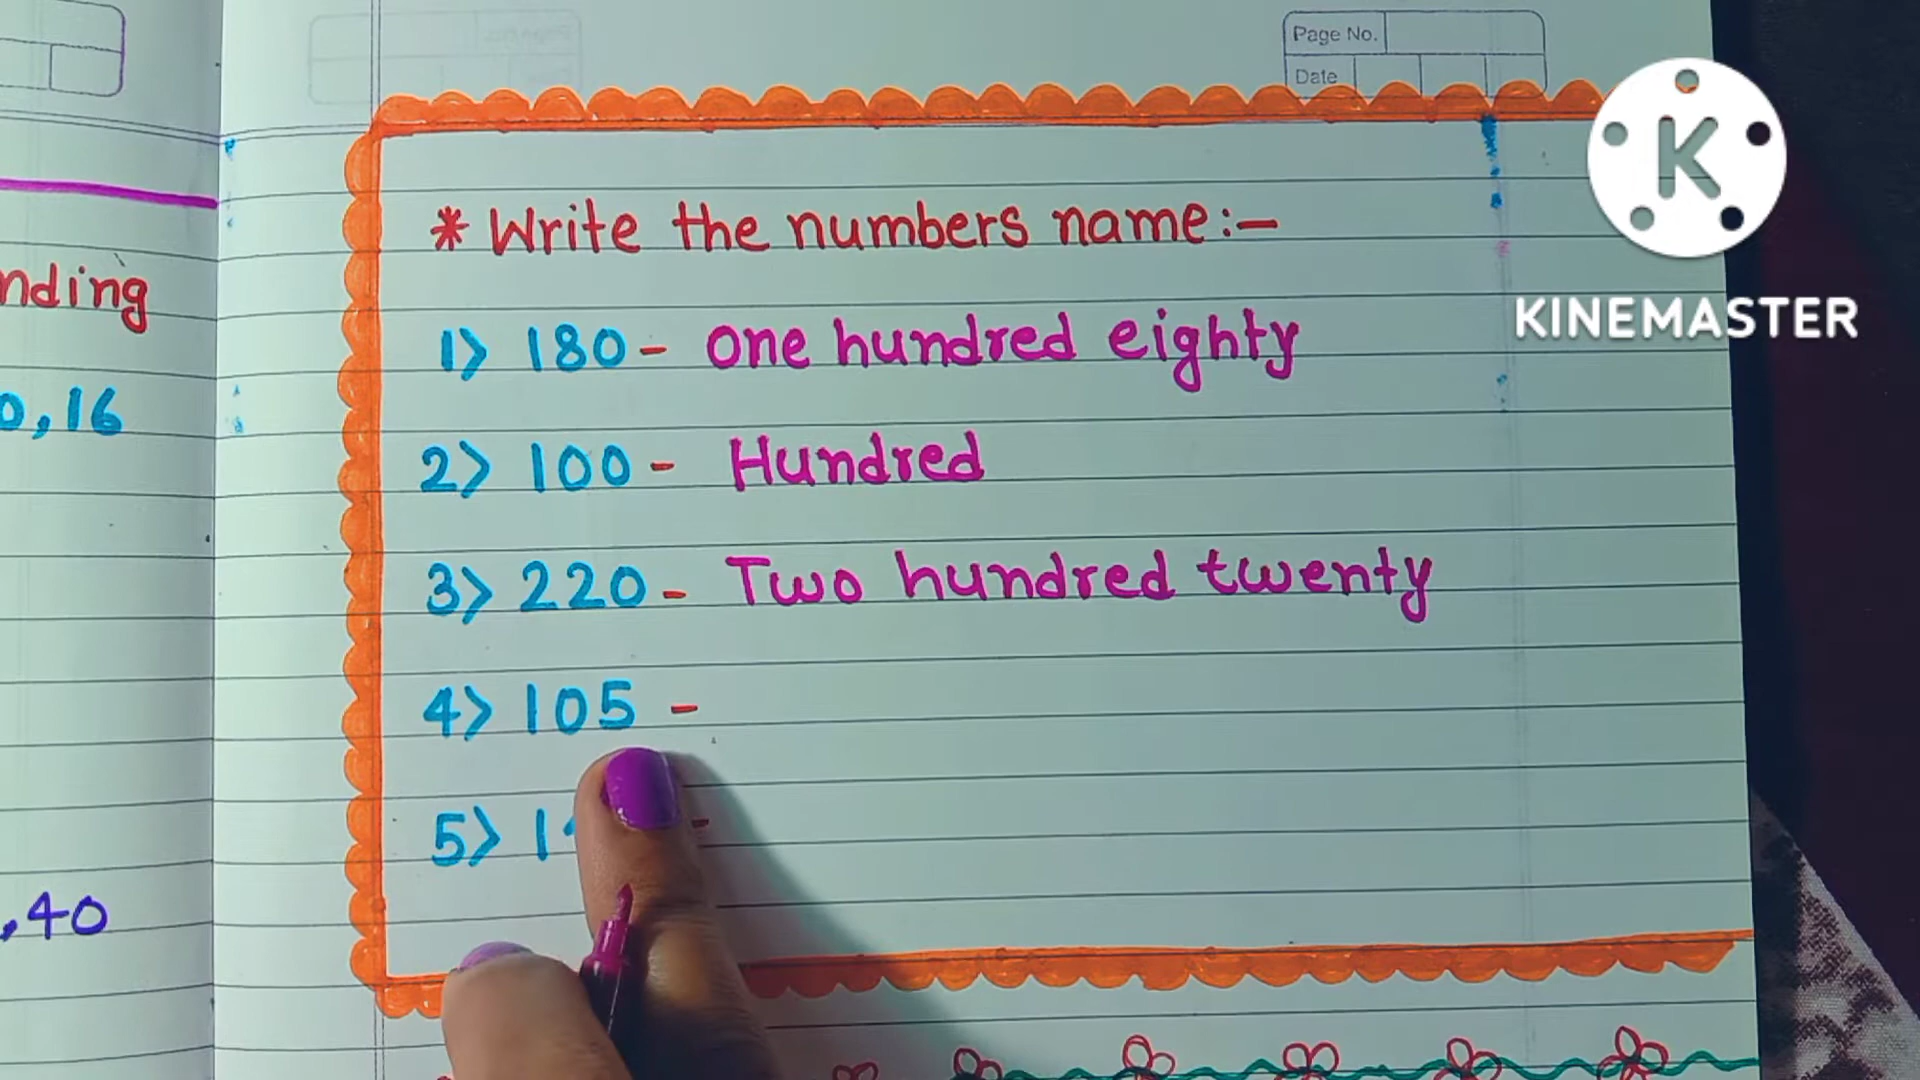 Page No.
Date
K
KINEMASTER
nding
0,16
,40
* Write the numbers name:-
1) 180 - One hundred eighty
2) 100 - Hundred
3) 220 - Two hundred twenty
4) 105 -
5) 1